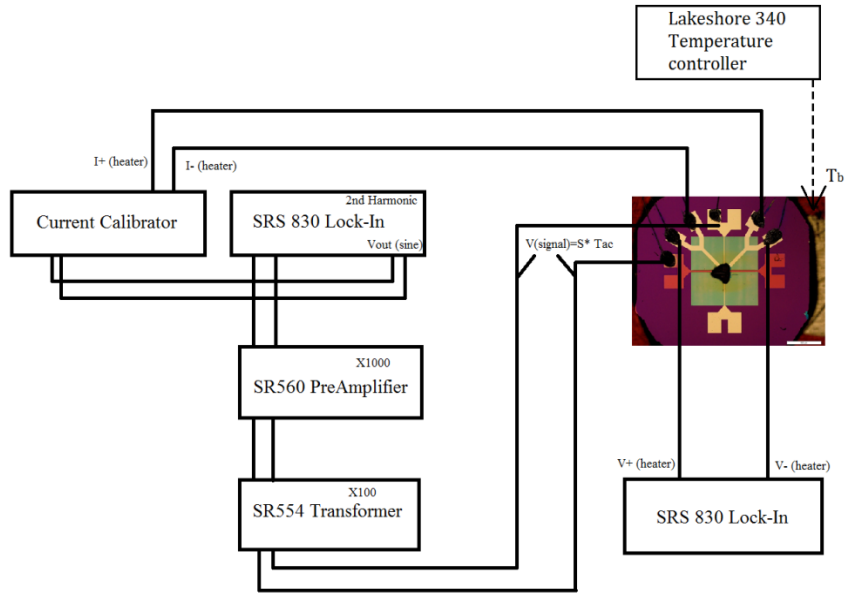 Lakeshore 340
Temperature
controller
I+ (heater)
I- (heater)
Tb
2nd Harmonic
Current Calibrator
SRS 830 Lock-In
Vout (sine)
V(signal)=S* Tac
X1000
SR560 PreAmplifier
V+ (heater)
V- (heater)
X100
SR554 Transformer
SRS 830 Lock-In